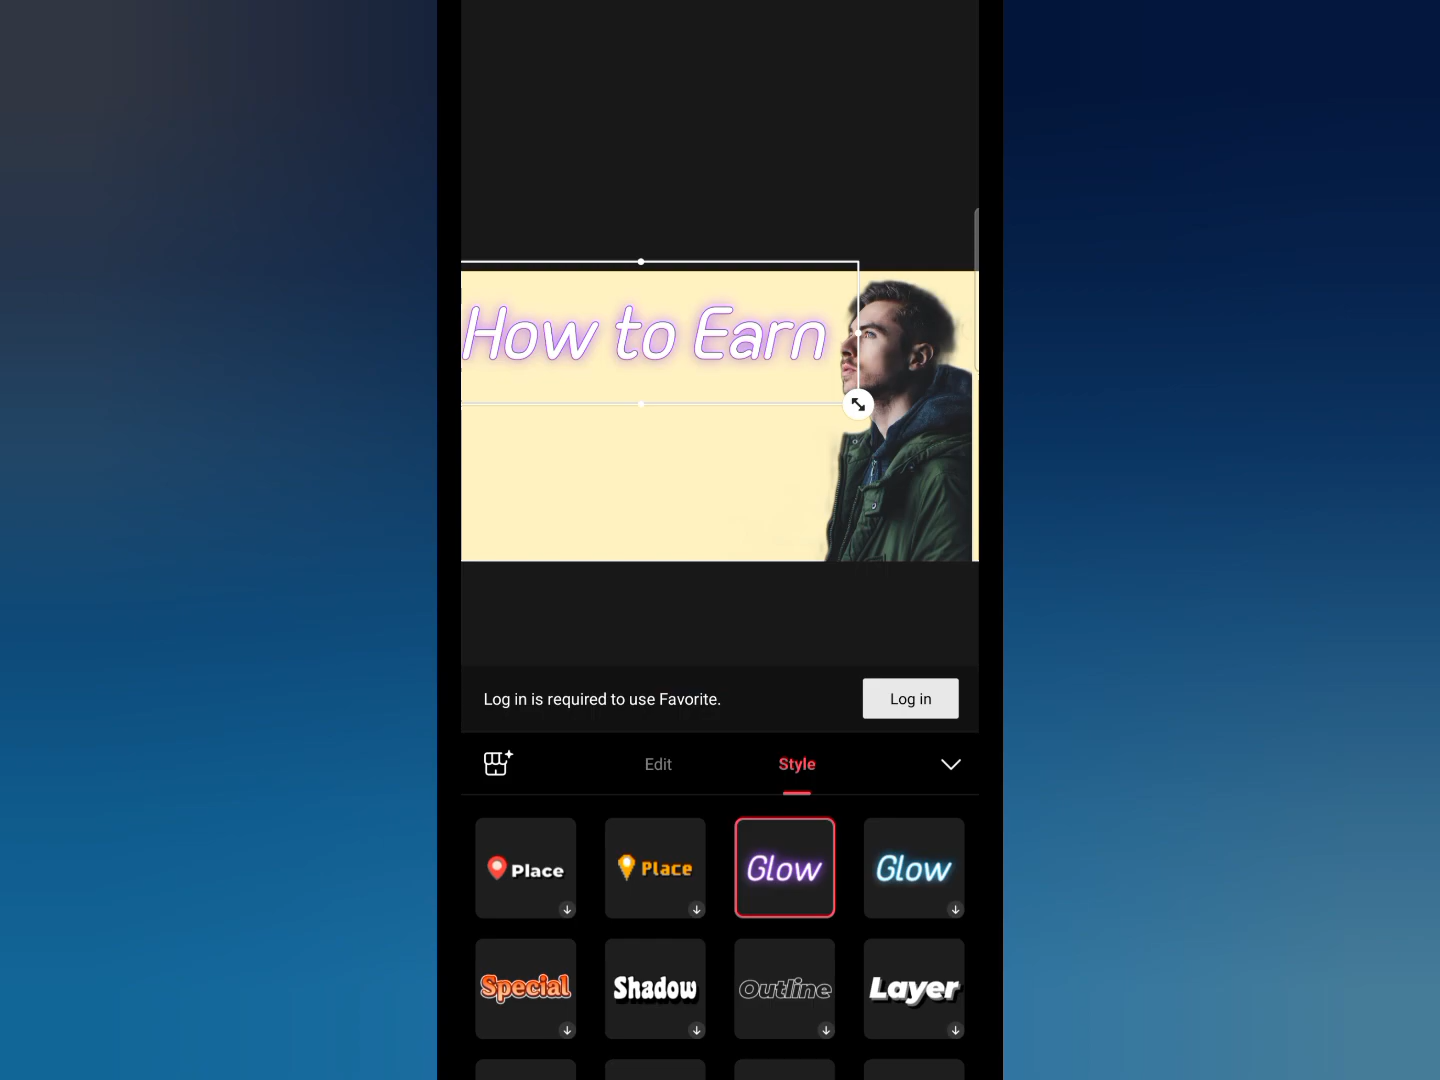 How to Earn
Log in is required to use Favorite.
Log in
Edit
Style
Place
Place
Glow
Glow
Special
Shadow
Outline
Layer